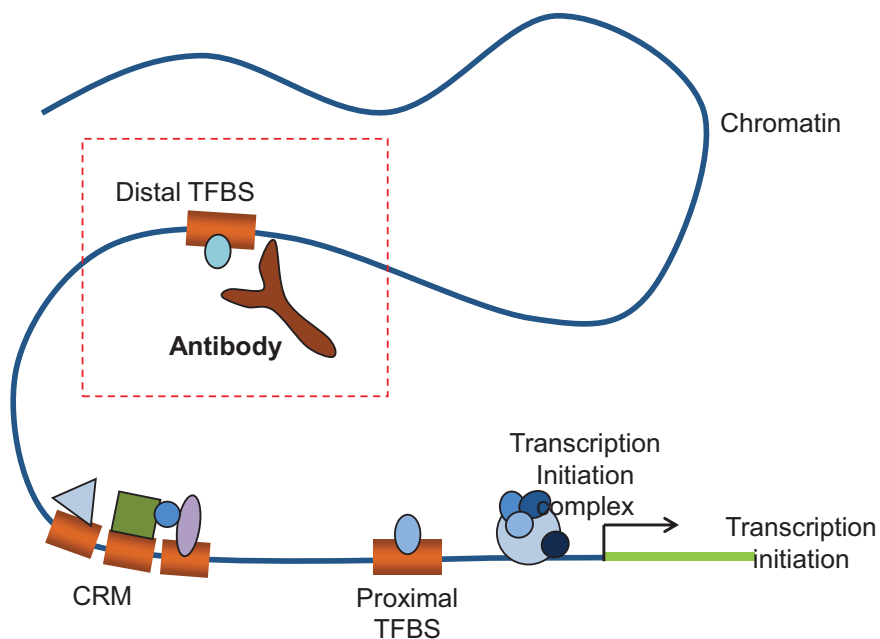 Chromatin
Distal TFBS
Antibody
Transcription
Initiation
complex
Transcription
initiation
CRM
Proximal
TFBS